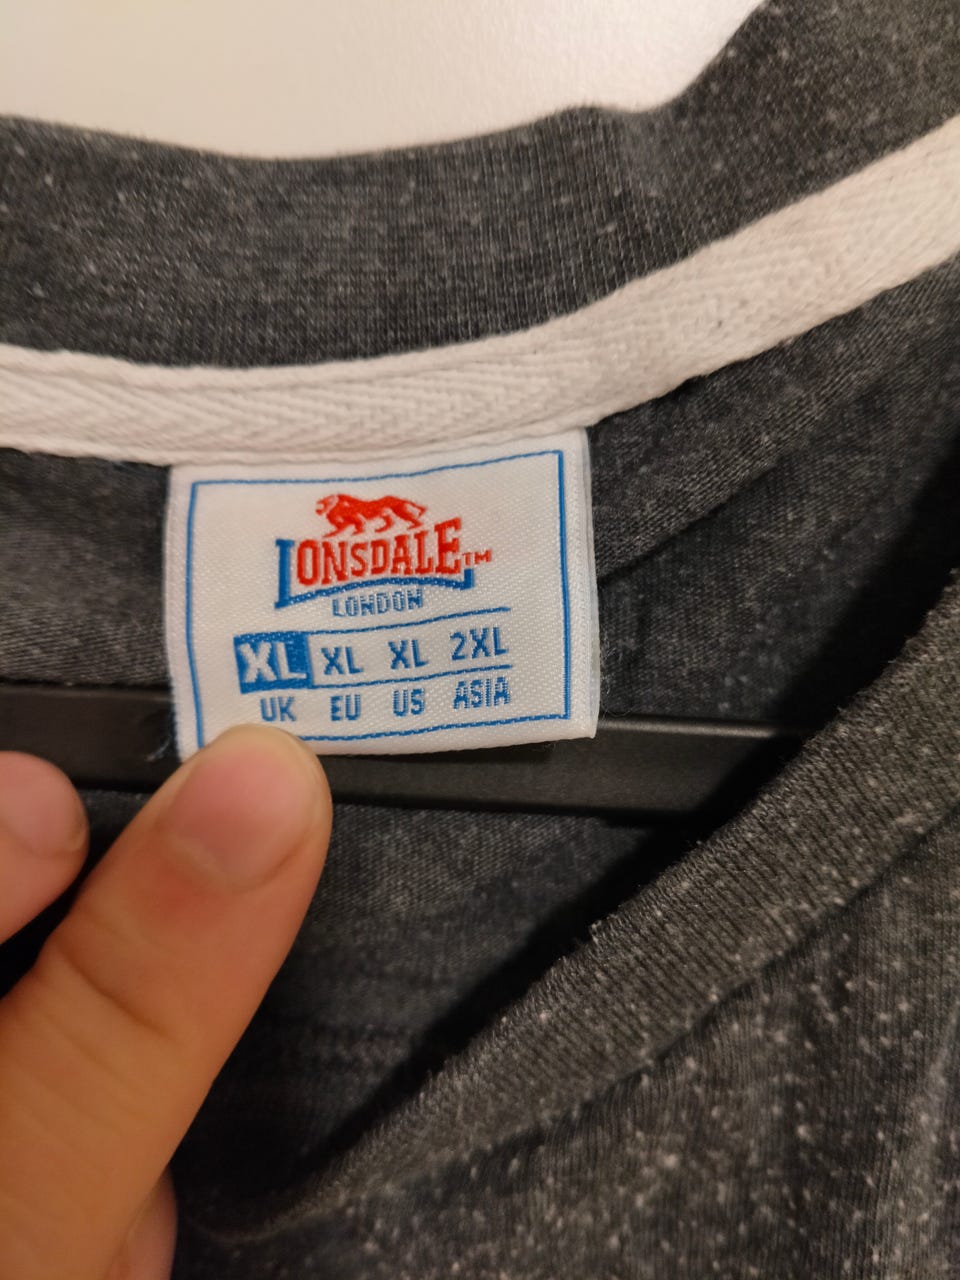 LONSDALE™
LONDON
XL XL XL 2XL
UK EU US ASIA